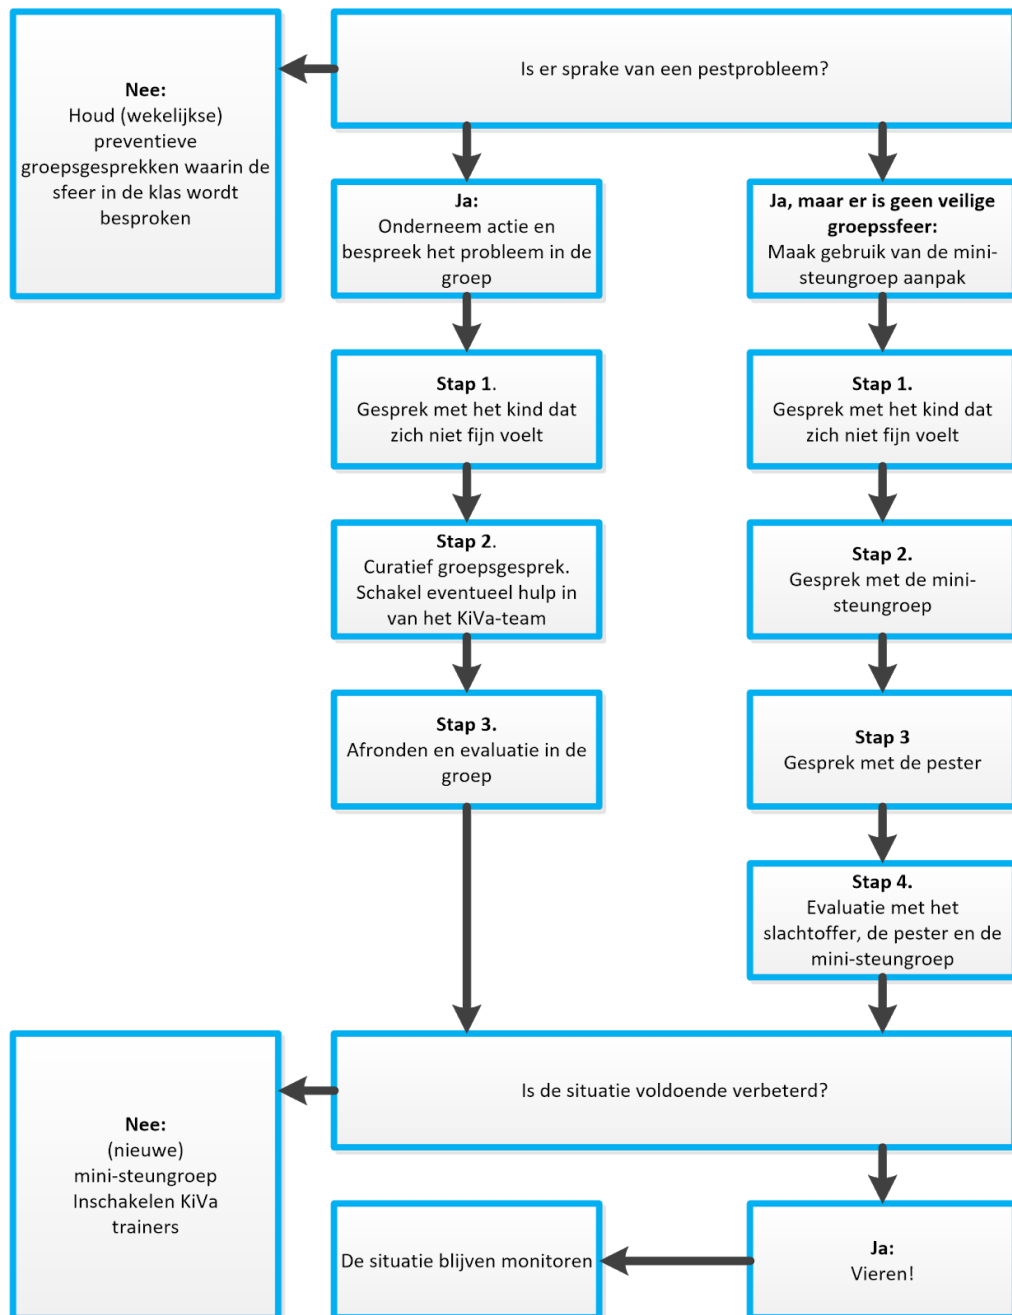 Is er sprake van een pestprobleem?
Nee:
Houd (wekelijkse)
preventieve
groepsgesprekken waarin de
sfeer in de klas wordt
besproken
Ja:
Onderneem actie en
bespreek het probleem in de
groep
Ja, maar er is geen veilige
groepssfeer:
Maak gebruik van de mini-
steungroep aanpak
Stap 1.
Gesprek met het kind dat
zich niet fijn voelt
Stap 1.
Gesprek met het kind dat
zich niet fijn voelt
Stap 2.
Curatief groepsgesprek.
Schakel eventueel hulp in
van het KiVa-team
Stap 2.
Gesprek met de mini-
steungroep
Stap 3.
Afronden en evaluatie in de
groep
Stap 3
Gesprek met de pester
Stap 4.
Evaluatie met het
slachtoffer, de pester en de
mini-steungroep
Is de situatie voldoende verbeterd?
Nee:
(nieuwe)
mini-steungroep
Inschakelen KiVa
trainers
Ja:
Vieren!
De situatie blijven monitoren